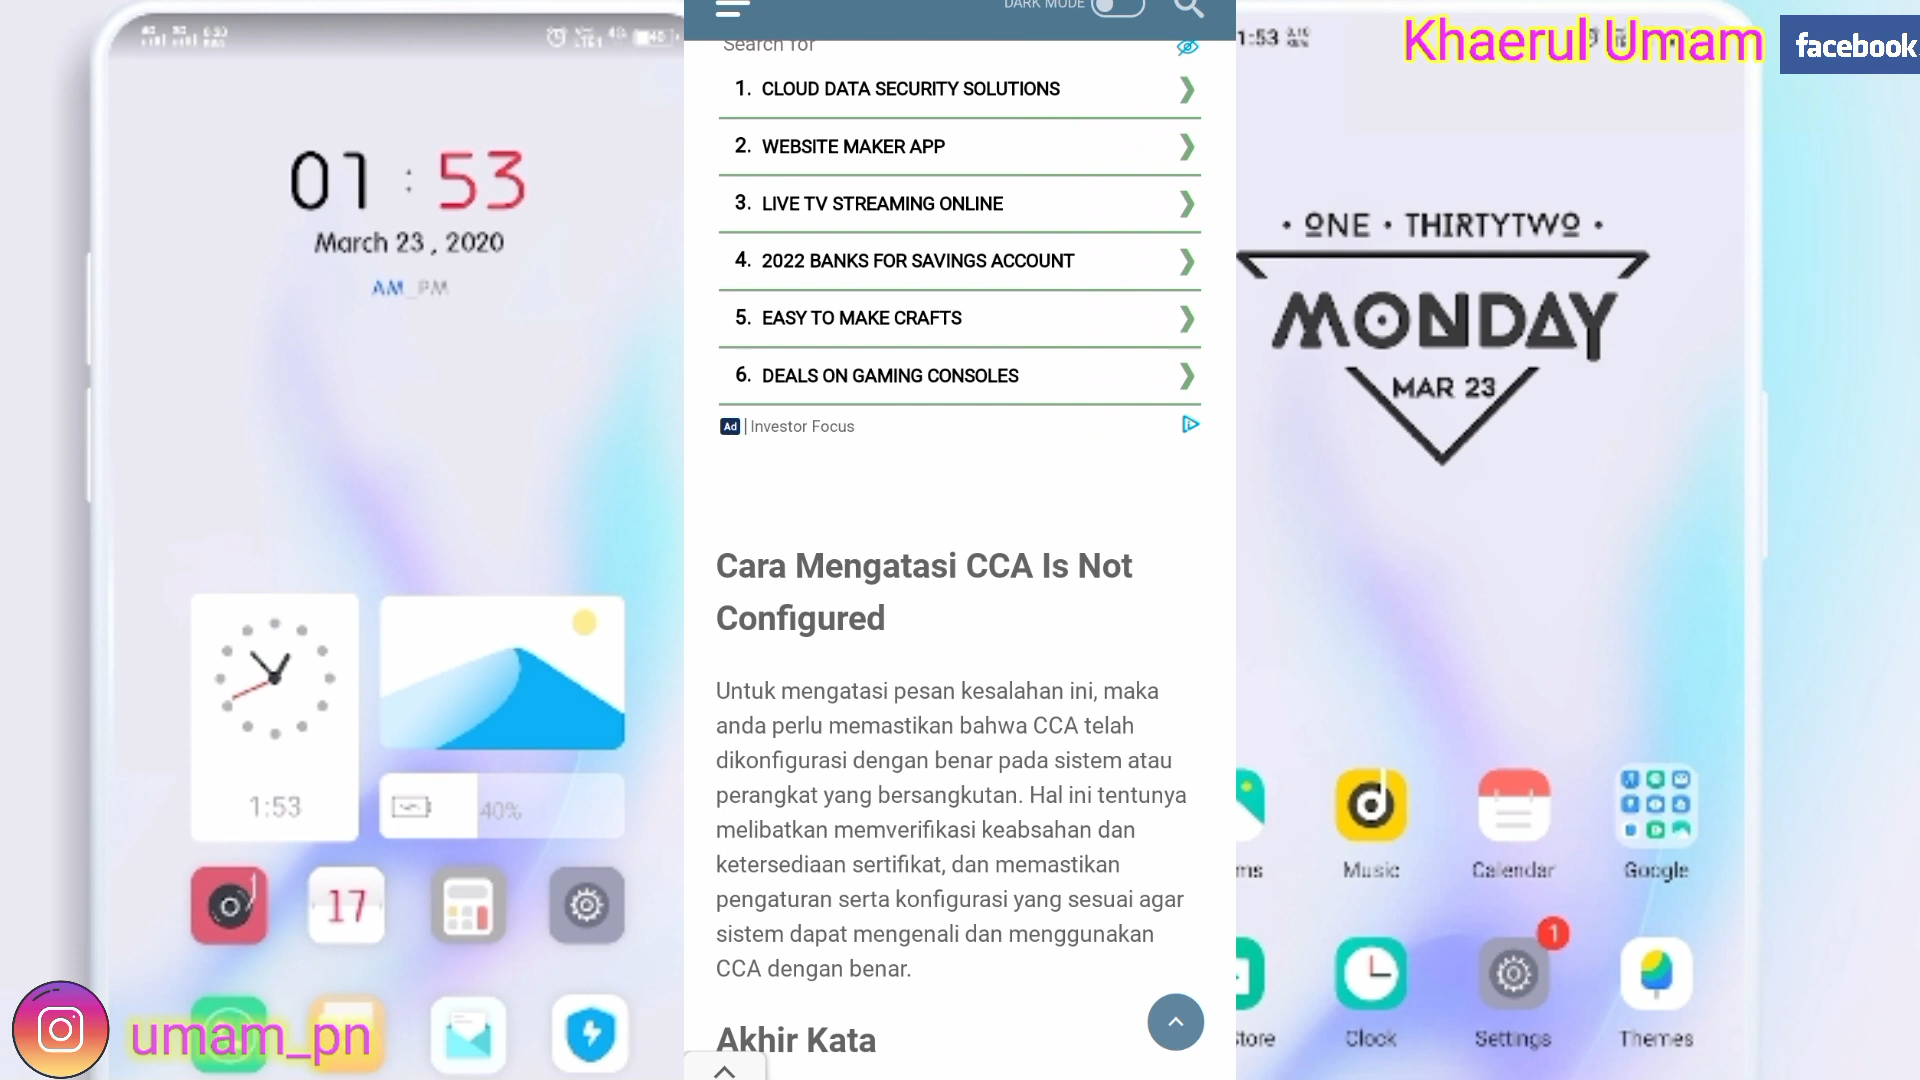 01 : 53
March 23 , 2020
AM_PM
1:53
40%
17
umam_pn
DARK MODE
Search for
1. CLOUD DATA SECURITY SOLUTIONS
2. WEBSITE MAKER APP
3. LIVE TV STREAMING ONLINE
4. 2022 BANKS FOR SAVINGS ACCOUNT
5. EASY TO MAKE CRAFTS
6. DEALS ON GAMING CONSOLES
Ad | Investor Focus
Cara Mengatasi CCA Is Not
Configured
Untuk mengatasi pesan kesalahan ini, maka
anda perlu memastikan bahwa CCA telah
dikonfigurasi dengan benar pada sistem atau
perangkat yang bersangkutan. Hal ini tentunya
melibatkan memverifikasi keabsahan dan
ketersediaan sertifikat, dan memastikan
pengaturan serta konfigurasi yang sesuai agar
sistem dapat mengenali dan menggunakan
CCA dengan benar.
Akhir Kata
Khaerul Umam
facebook
1:53
• ONE • THIRTYTWO •
MONDAY
MAR 23
ms Music Calendar Google
1
tore Clock Settings Themes